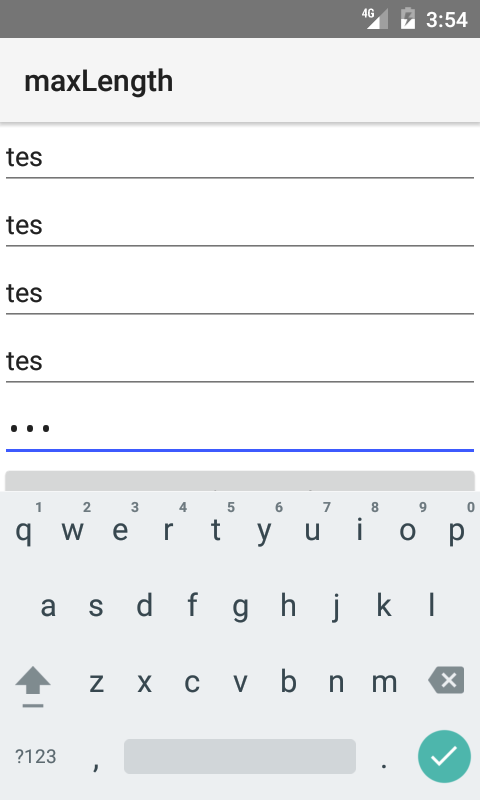 4G 3:54
maxLength
tes
tes
tes
tes
•••
1 2 3 4 5 6 7 8 9 0
q w e r t y u i o p
a s d f g h j k l
z x c v b n m
?123 , .